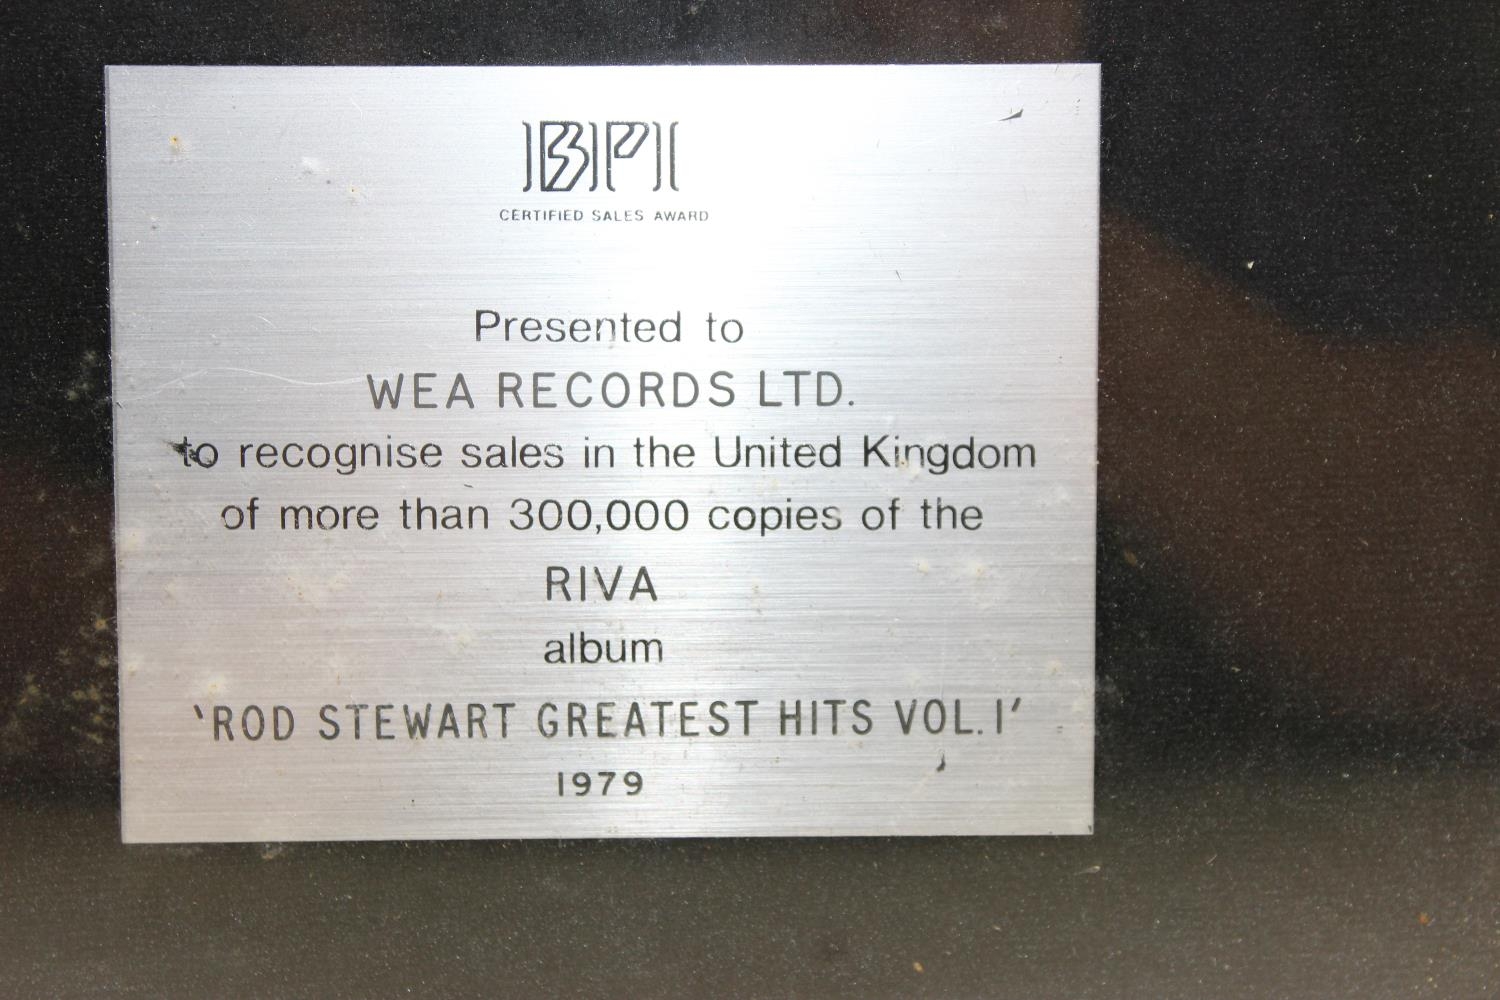 BPI
CERTIFIED SALES AWARD
Presented to
WEA RECORDS LTD.
to recognise sales in the United Kingdom
of more than 300,000 copies of the
RIVA
album
'ROD STEWART GREATEST HITS VOL.1'
1979